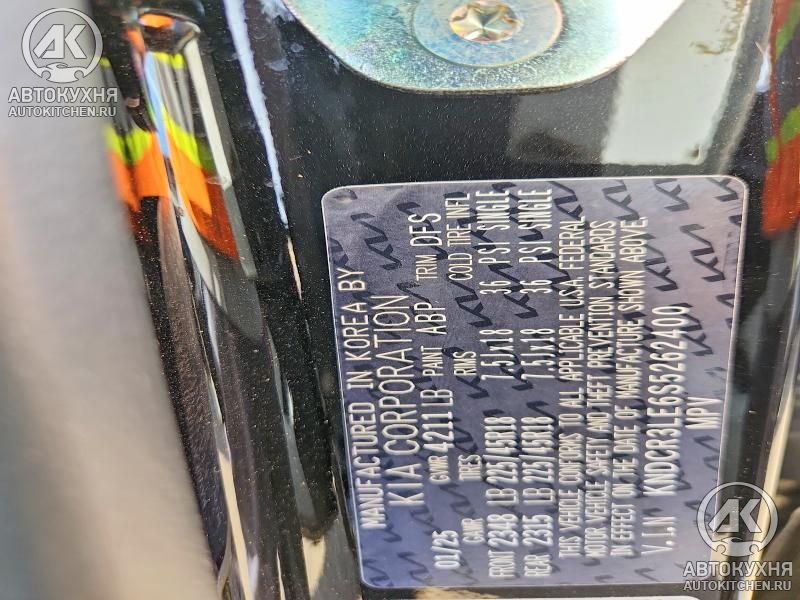 АВТОКУХНЯ
AUTOKITCHEN.RU
MANUFACTURED IN KOREA BY
KIA CORPORATION
01/25 GVWR 4211 LB PAINT ABP TRIM DFS
GAWR TIRES RIMS COLD TIRE INFL
FRONT 2348 LB 225/45R18 7.5Jx18 36 PSI SINGLE
REAR 2315 LB 225/45R18 7.5Jx18 36 PSI SINGLE
THIS VEHICLE CONFORMS TO ALL APPLICABLE U.S.A. FEDERAL
MOTOR VEHICLE SAFETY AND THEFT PREVENTION STANDARDS
IN EFFECT ON THE DATE OF MANUFACTURE SHOWN ABOVE.
V.I.N KNDCR3LE6S5262400
MPV
АВТОКУХНЯ
AUTOKITCHEN.RU